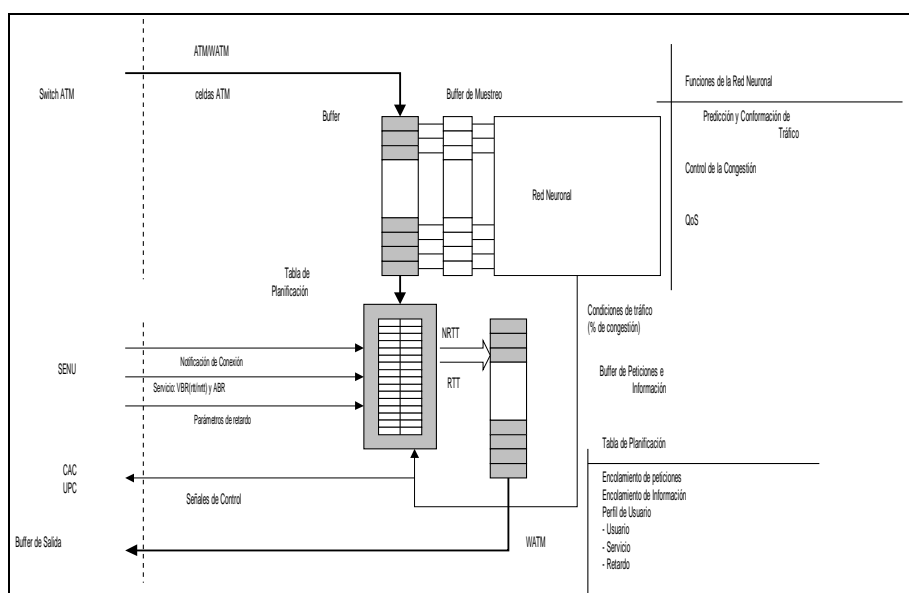 ATM/WATM
Switch ATM
celdas ATM
Buffer
Buffer de Muestreo
Red Neuronal
Funciones de la Red Neuronal
Predicción y Conformación de
Tráfico
Control de la Congestión
QoS
Tabla de
Planificación
Condiciones de tráfico
(% de congestión)
NRTT
RTT
Buffer de Peticiones e
Información
SENU
Notificación de Conexión
Servicio: VBR(rtt/nrtt) y ABR
Parámetros de retardo
CAC
UPC
Señales de Control
Buffer de Salida
WATM
Tabla de Planificación
Encolamiento de peticiones
Encolamiento de Información
Perfil de Usuario
- Usuario
- Servicio
- Retardo